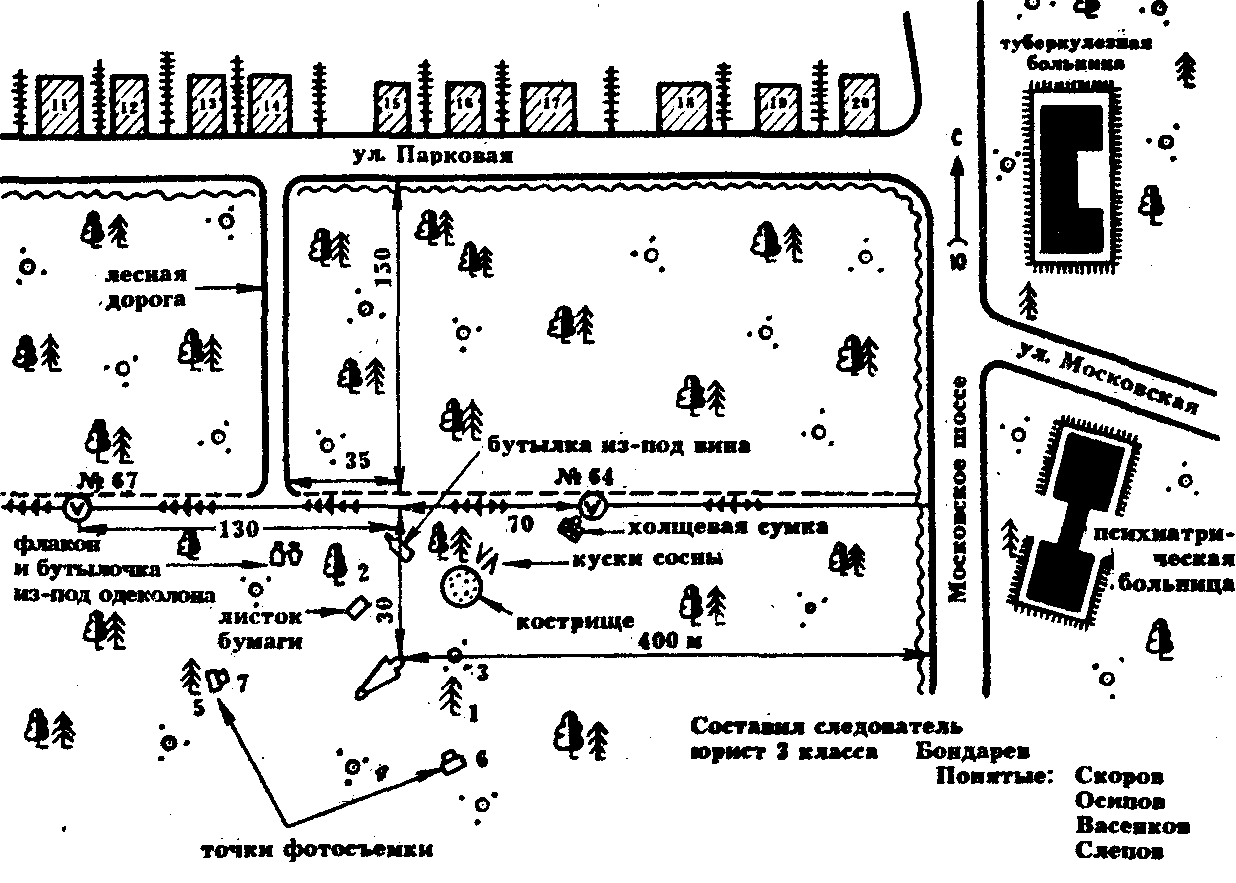 туберкулезная
больница
11 12 13 14 15 16 17 18 19 20
ул. Парковая
С
Ю
лесная
дорога
150
ул. Московская
Московское шоссе
бутылка из-под вина
35
№ 67
№ 64
130
70
холщевая сумка
флакон
и бутылочка
из-под одеколона
2
куски сосны
психиатри-
ческая
больница
листок
бумаги
30
кострище
400 м
3
7
5
1
6
Составил следователь
юрист 3 класса Бондарев
Понятые: Скоров
Осипов
Васенков
Слепов
точки фотосъемки